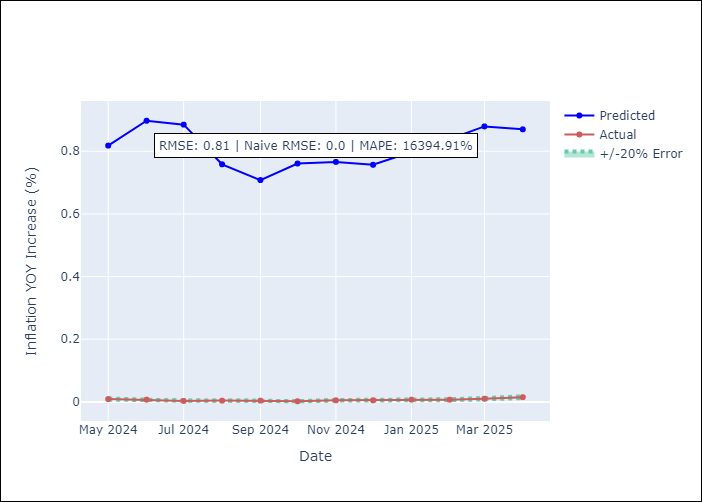 Predicted
Actual
+/-20% Error
RMSE: 0.81 | Naive RMSE: 0.0 | MAPE: 16394.91%
0.8
0.6
0.4
0.2
0
Inflation YOY Increase (%)
May 2024 Jul 2024 Sep 2024 Nov 2024 Jan 2025 Mar 2025
Date